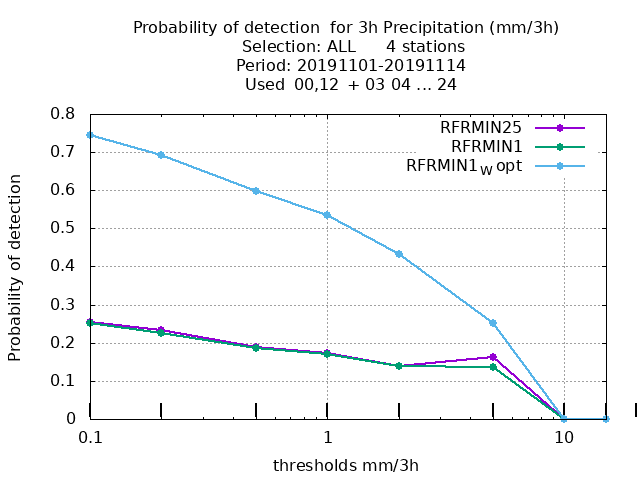 Probability of detection  for 3h Precipitation (mm/3h)
Selection: ALL      4 stations
Period: 20191101-20191114
Used  00,12  + 03 04 ... 24
RFRMIN25
RFRMIN1
RFRMIN1W opt
0.8
0.7
0.6
0.5
0.4
0.3
0.2
0.1
0
Probability of detection
0.1
1
10
thresholds mm/3h